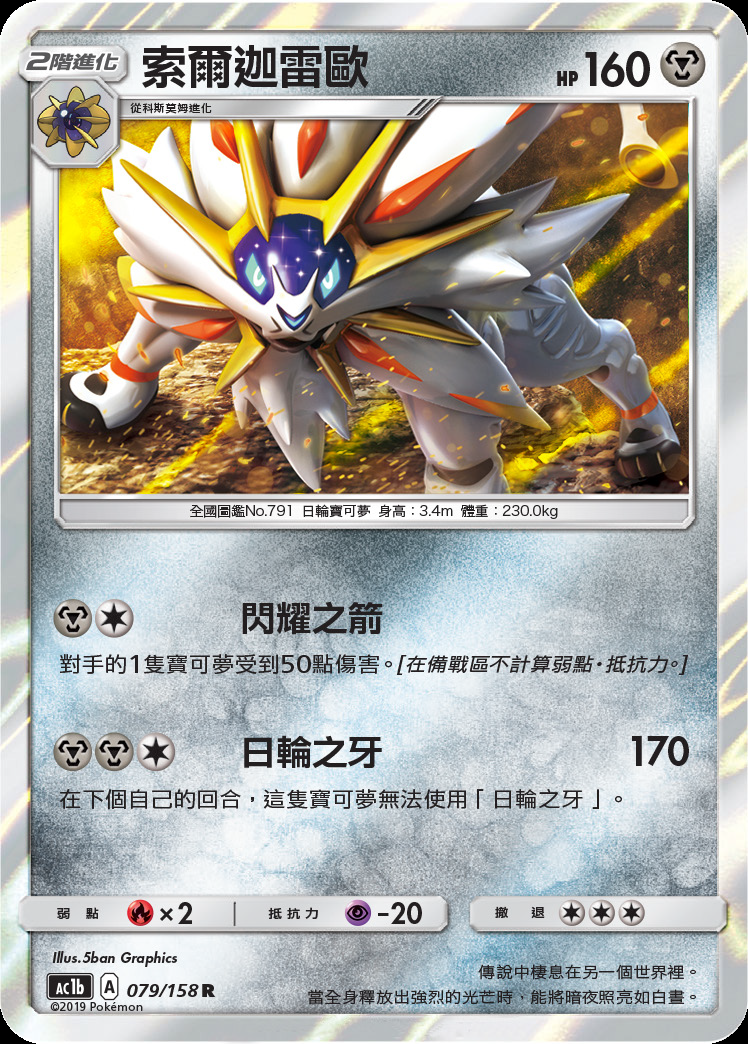 2階進化 索爾迦雷歐 HP 160
從科斯莫姆進化
全國圖鑑No.791 日輪寶可夢 身高：3.4m 體重：230.0kg
閃耀之箭
對手的1隻寶可夢受到50點傷害。[在備戰區不計算弱點・抵抗力。]
日輪之牙 170
在下個自己的回合，這隻寶可夢無法使用「日輪之牙」。
弱點 ×2 抵抗力 -20 撤退
Illus.5ban Graphics
傳說中棲息在另一個世界裡。
AC1b A 079/158 R
當全身釋放出強烈的光芒時，能將暗夜照亮如白晝。
©2019 Pokémon